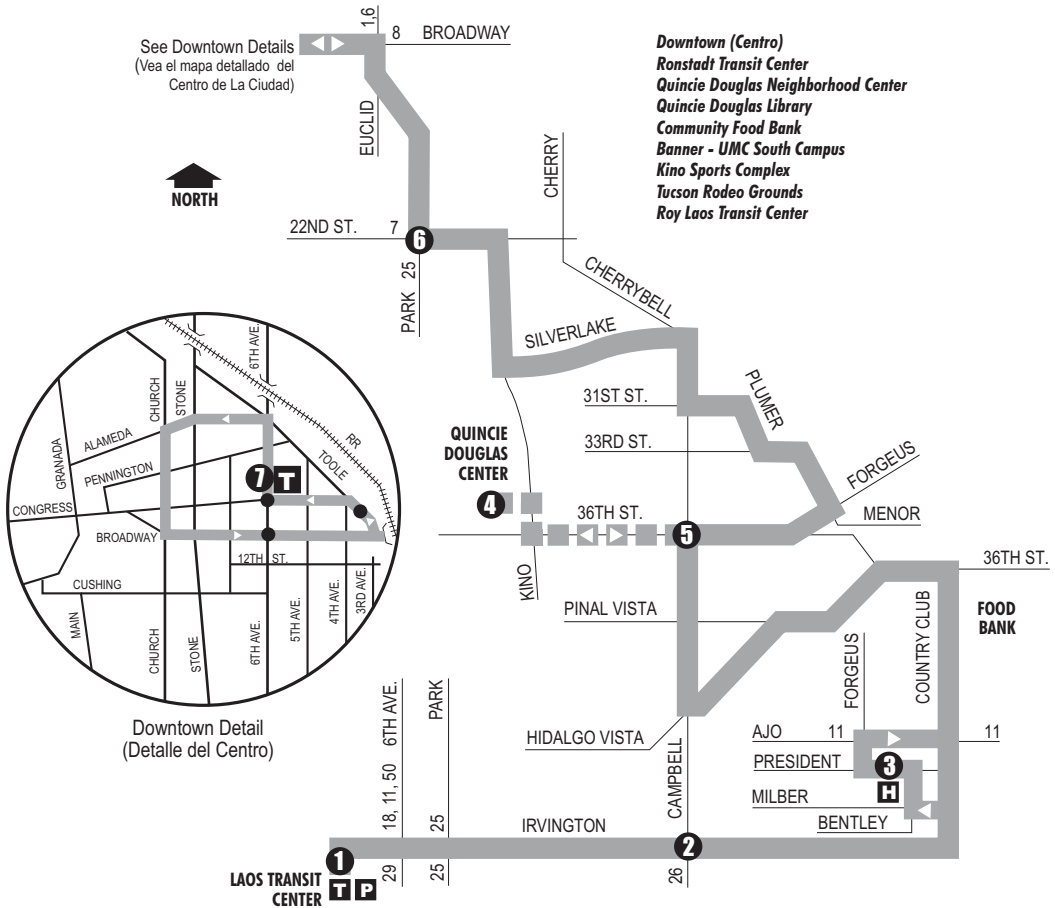 1,6
See Downtown Details
(Vea el mapa detallado del
Centro de La Ciudad)
8 BROADWAY
EUCLID
Downtown (Centro)
Ronstadt Transit Center
Quincie Douglas Neighborhood Center
Quincie Douglas Library
Community Food Bank
Banner - UMC South Campus
Kino Sports Complex
Tucson Rodeo Grounds
Roy Laos Transit Center
NORTH
CHERRY
22ND ST. 7
6
PARK 25
CHERRYBELL
SILVERLAKE
PLUMER
31ST ST.
33RD ST.
FORGEUS
MENOR
QUINCIE
DOUGLAS
CENTER
4
36TH ST.
5
KINO
36TH ST.
PINAL VISTA
FOOD
BANK
COUNTRY CLUB
FORGEUS
HIDALGO VISTA
CAMPBELL
AJO 11
11
PRESIDENT
3
H
MILBER
BENTLEY
18, 11, 50 6TH AVE.
25 PARK
IRVINGTON
1
2
29
25
26
LAOS TRANSIT
CENTER
T P
6TH AVE.
CHURCH
STONE
GRANADA
ALAMEDA
PENNINGTON
RR
TOOLE
7 T
CONGRESS
BROADWAY
12TH ST.
CUSHING
MAIN
CHURCH
STONE
6TH AVE.
5TH AVE.
4TH AVE.
3RD AVE.
Downtown Detail
(Detalle del Centro)